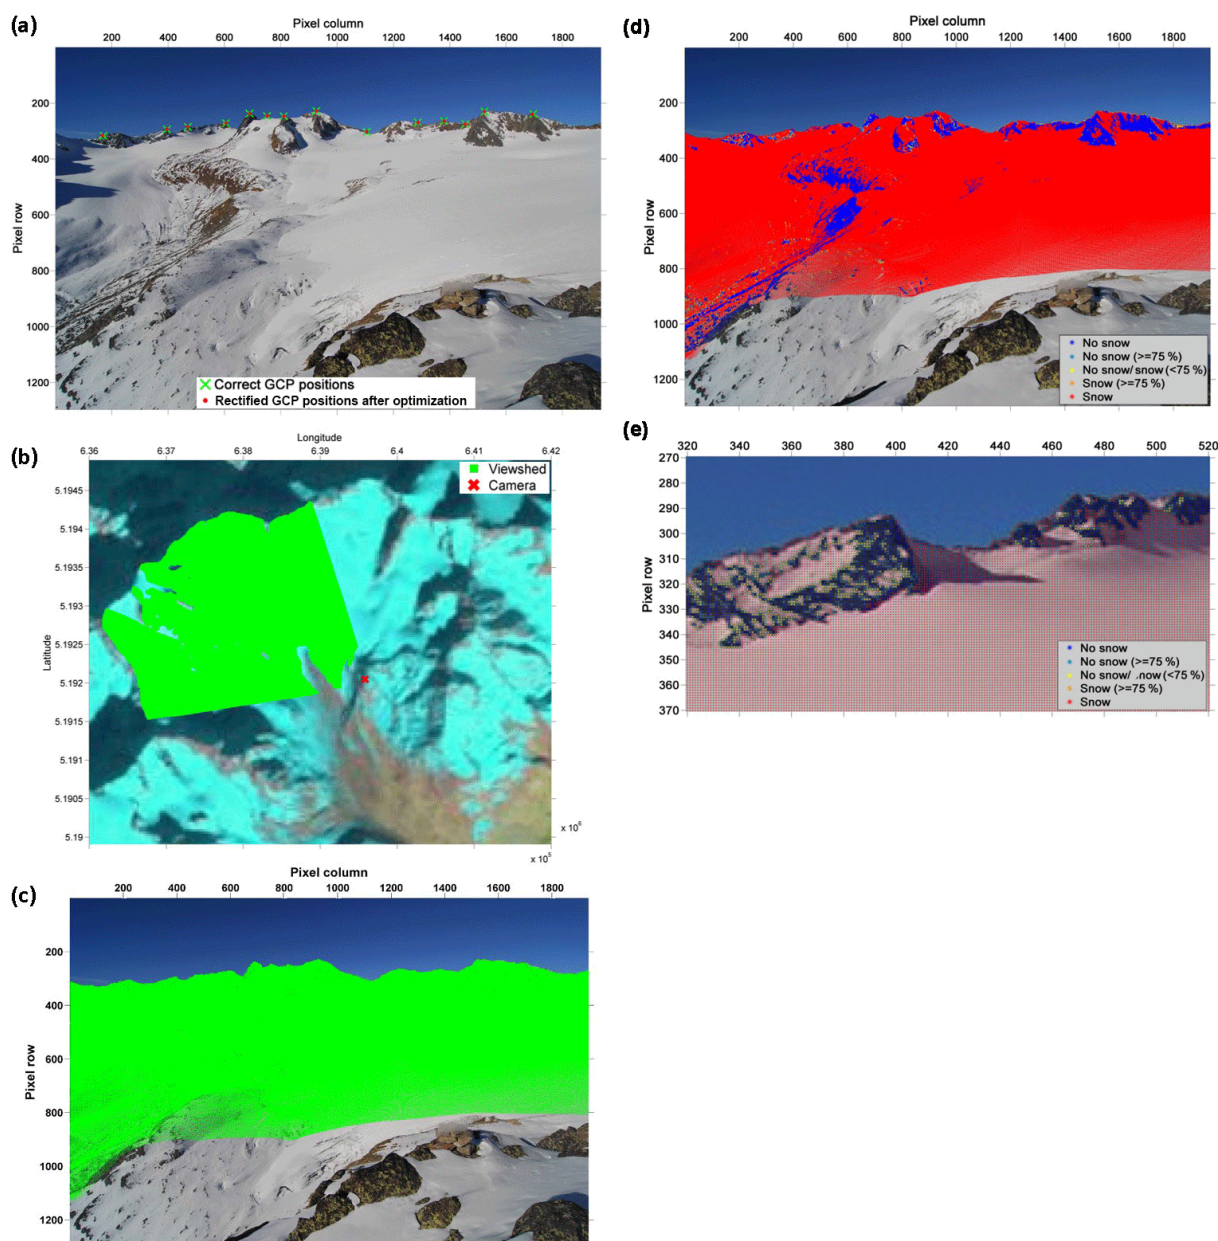 (a)
Pixel column
200 400 600 800 1000 1200 1400 1600 1800
Pixel row
200
400
600
800
1000
1200
Correct GCP positions
Rectified GCP positions after optimization
(b)
Longitude
6.36 6.37 6.38 6.39 6.4 6.41 6.42
Latitude
5.1945
5.194
5.1935
5.193
5.1925
5.192
5.1915
5.191
5.1905
5.19
Viewshed
Camera
x 10⁶
x 10⁵
(c)
Pixel column
200 400 600 800 1000 1200 1400 1600 1800
Pixel row
200
400
600
800
1000
1200
(d)
Pixel column
200 400 600 800 1000 1200 1400 1600 1800
Pixel row
200
400
600
800
1000
1200
No snow
No snow (>=75 %)
No snow/snow (<75 %)
Snow (>=75 %)
Snow
(e)
320 340 360 380 400 420 440 460 480 500 520
Pixel row
270
280
290
300
310
320
330
340
350
360
370
No snow
No snow (>=75 %)
No snow/ .now (<75 %)
Snow (>=75 %)
Snow